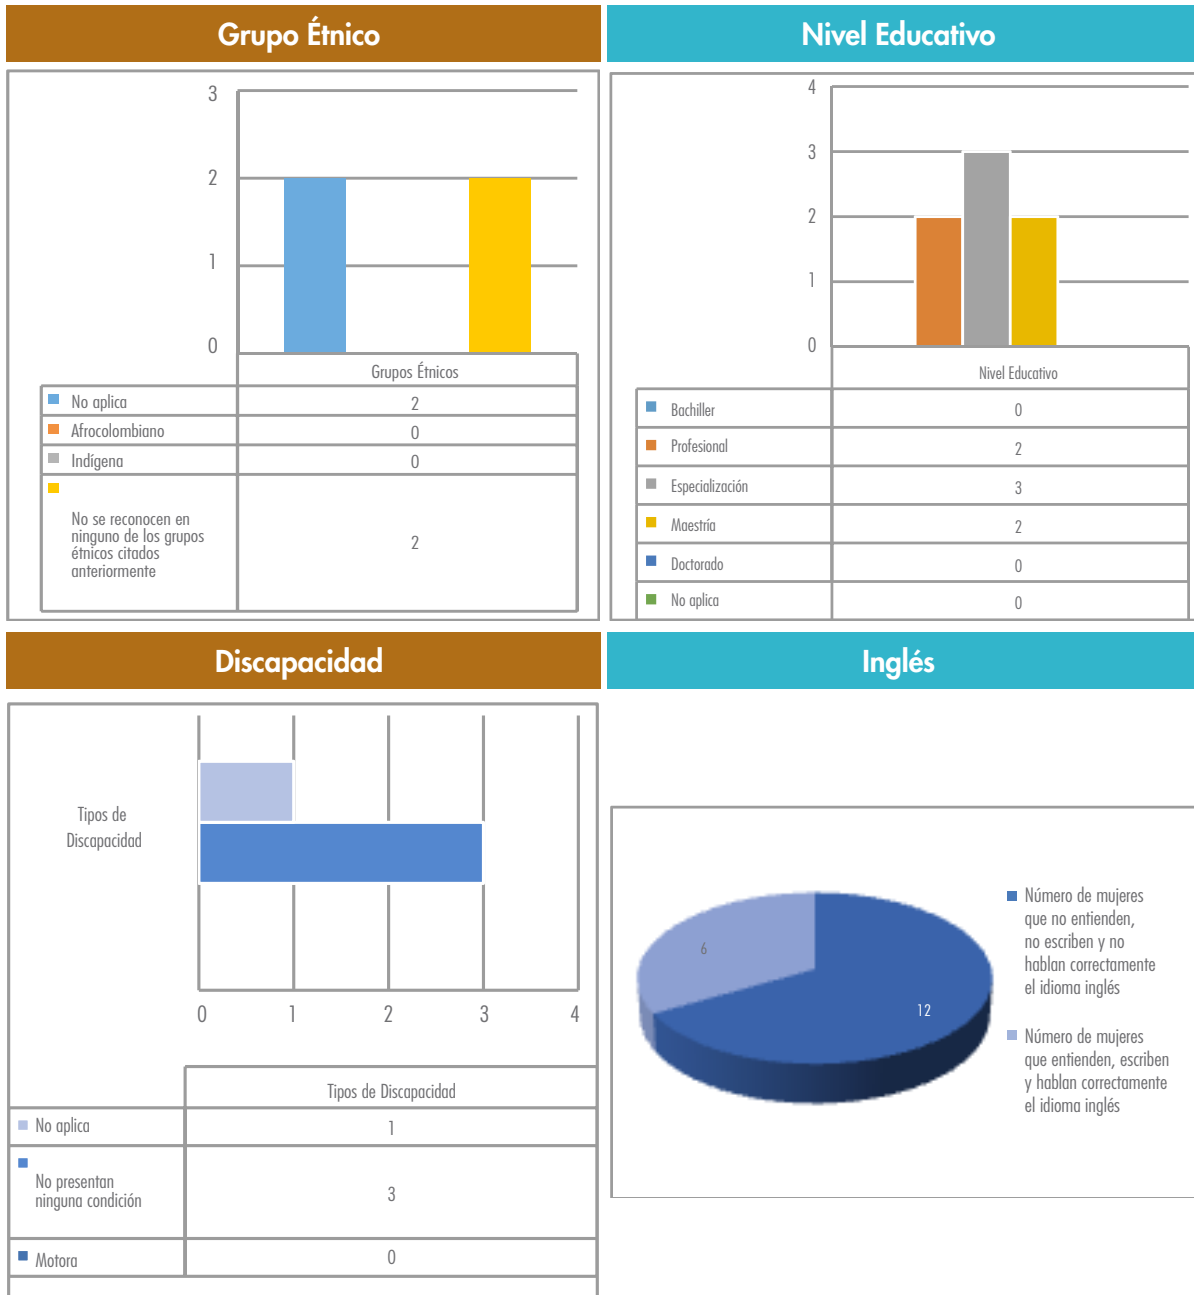 Grupo Étnico
3
2
1
0
Grupos Étnicos
No aplica 2
Afrocolombiano 0
Indígena 0
No se reconocen en
ninguno de los grupos
étnicos citados
anteriormente
2
Nivel Educativo
4
3
2
1
0
Nivel Educativo
Bachiller 0
Profesional 2
Especialización 3
Maestría 2
Doctorado 0
No aplica 0
Discapacidad
Tipos de
Discapacidad
0 1 2 3 4
Tipos de Discapacidad
No aplica 1
No presentan
ninguna condición
3
Motora 0
Inglés
6
12
Número de mujeres
que no entienden,
no escriben y no
hablan correctamente
el idioma inglés
Número de mujeres
que entienden, escriben
y hablan correctamente
el idioma inglés